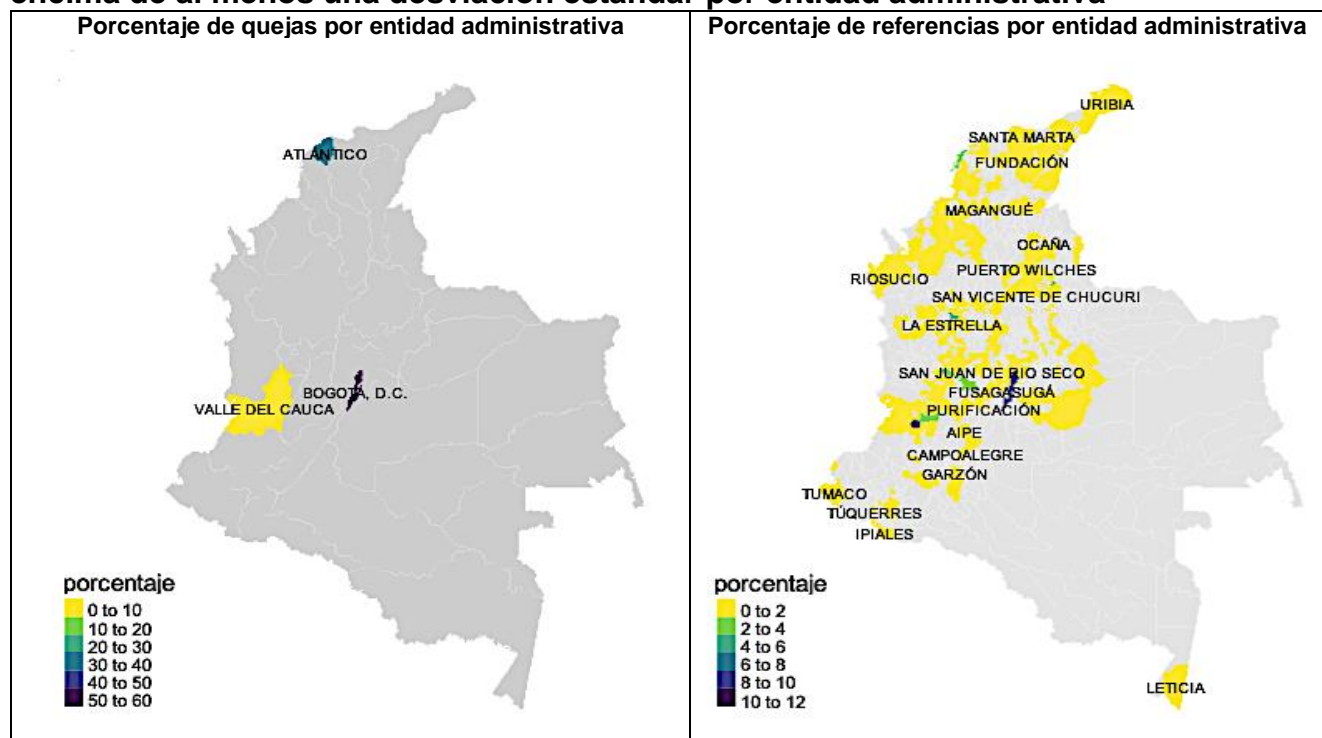 Porcentaje de quejas por entidad administrativa
ATLÁNTICO
BOGOTÁ, D.C.
VALLE DEL CAUCA
porcentaje
0 to 10
10 to 20
20 to 30
30 to 40
40 to 50
50 to 60
Porcentaje de referencias por entidad administrativa
URIBIA
SANTA MARTA
FUNDACIÓN
MAGANGUÉ
OCAÑA
PUERTO WILCHES
RIOSUCIO
SAN VICENTE DE CHUCURI
LA ESTRELLA
SAN JUAN DE RIO SECO
FUSAGASUGÁ
PURIFICACIÓN
AIPE
CAMPOALEGRE
GARZÓN
TUMACO
TÚQUERRES
IPIALES
LETICIA
porcentaje
0 to 2
2 to 4
4 to 6
6 to 8
8 to 10
10 to 12